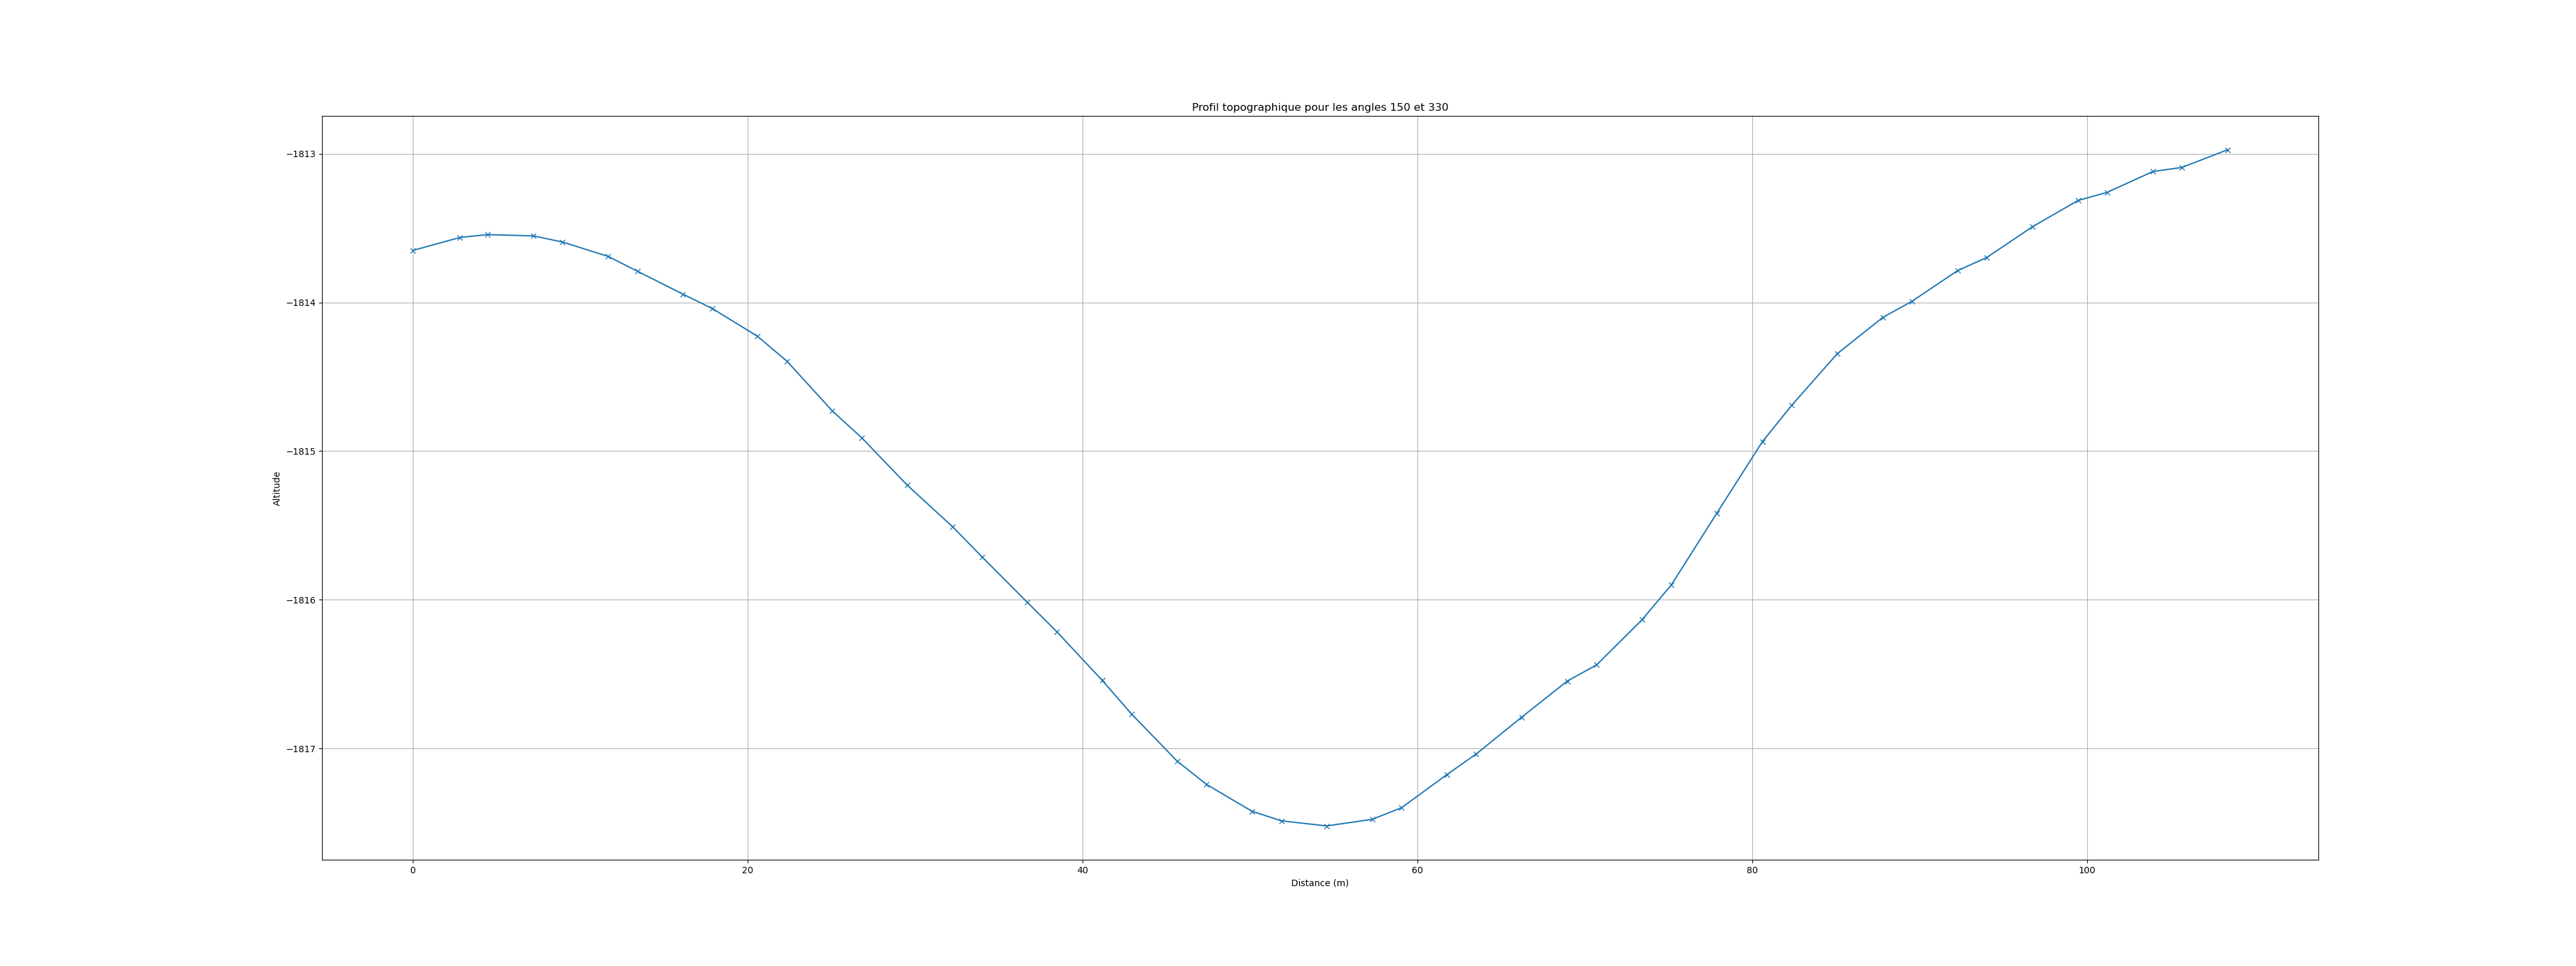 Profil topographique pour les angles 150 et 330
Altitude
−1813
−1814
−1815
−1816
−1817
0 20 40 60 80 100
Distance (m)